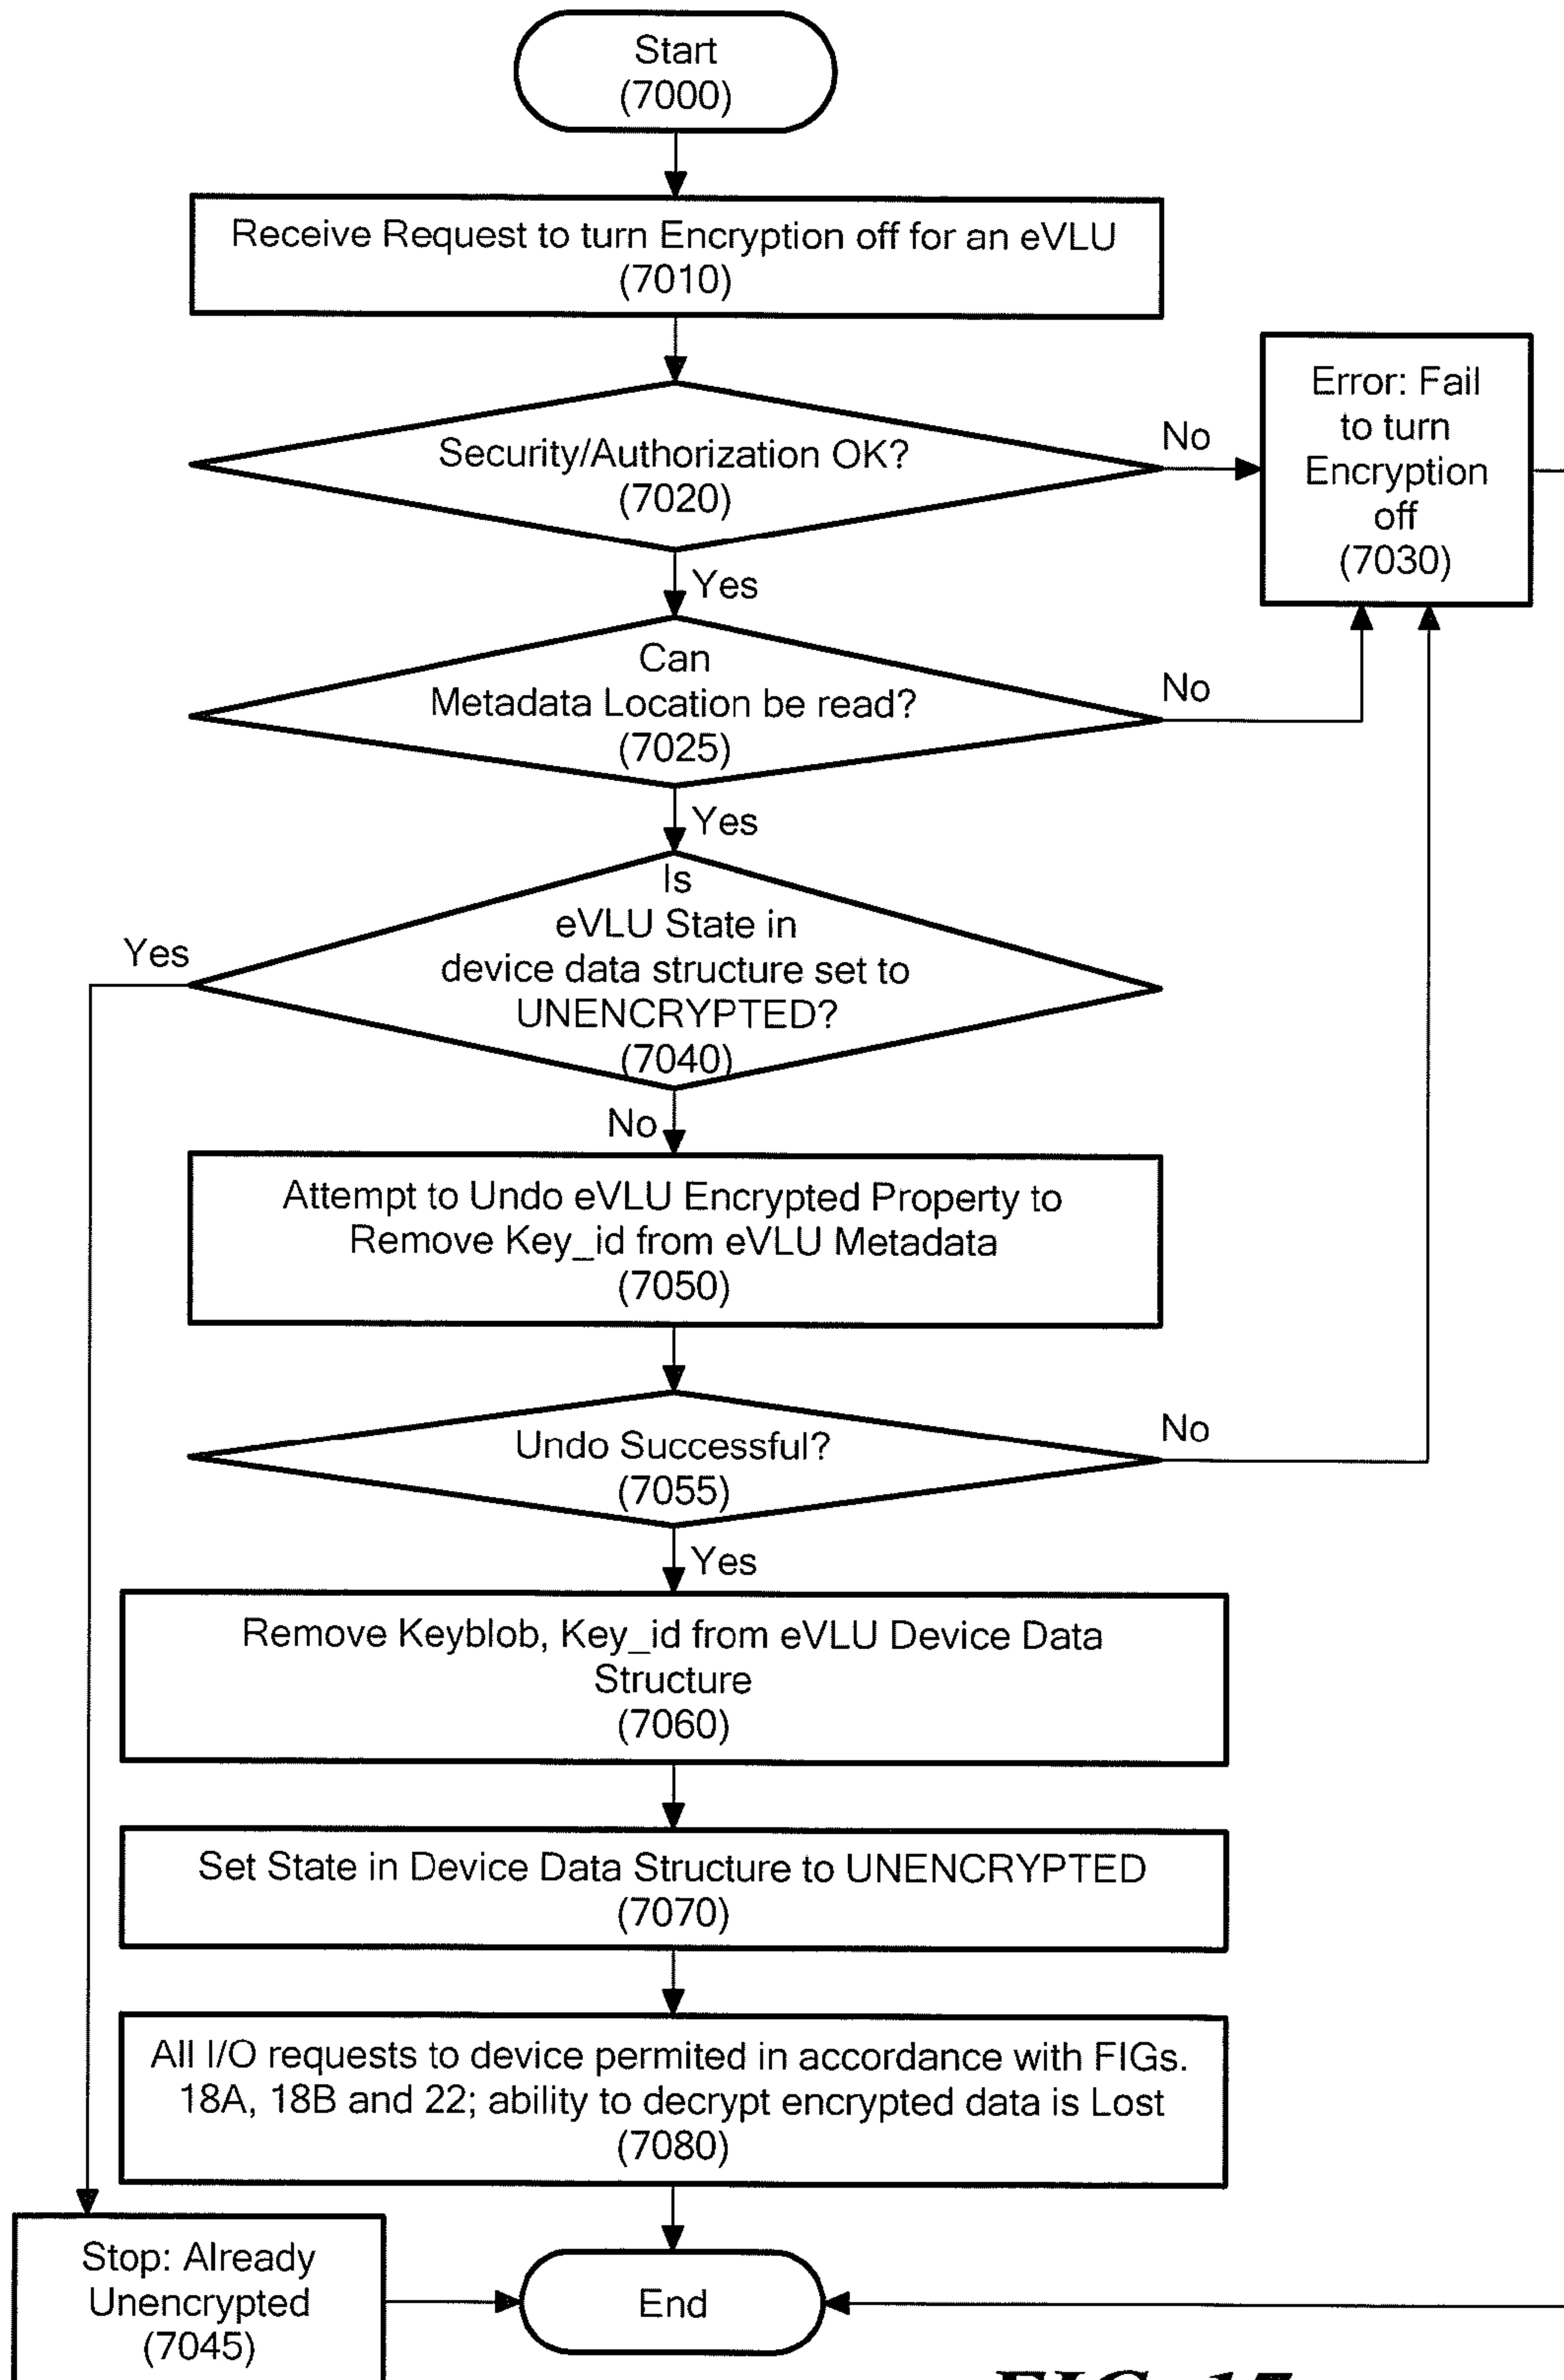 Start
(7000)
Receive Request to turn Encryption off for an eVLU
(7010)
Security/Authorization OK?
(7020)
No
Error: Fail
to turn
Encryption
off
(7030)
Yes
Can
Metadata Location be read?
(7025)
No
Yes
Is
eVLU State in
device data structure set to
UNENCRYPTED?
(7040)
Yes
No
Attempt to Undo eVLU Encrypted Property to
Remove Key_id from eVLU Metadata
(7050)
Undo Successful?
(7055)
No
Yes
Remove Keyblob, Key_id from eVLU Device Data
Structure
(7060)
Set State in Device Data Structure to UNENCRYPTED
(7070)
All I/O requests to device permited in accordance with FIGs.
18A, 18B and 22; ability to decrypt encrypted data is Lost
(7080)
Stop: Already
Unencrypted
(7045)
End